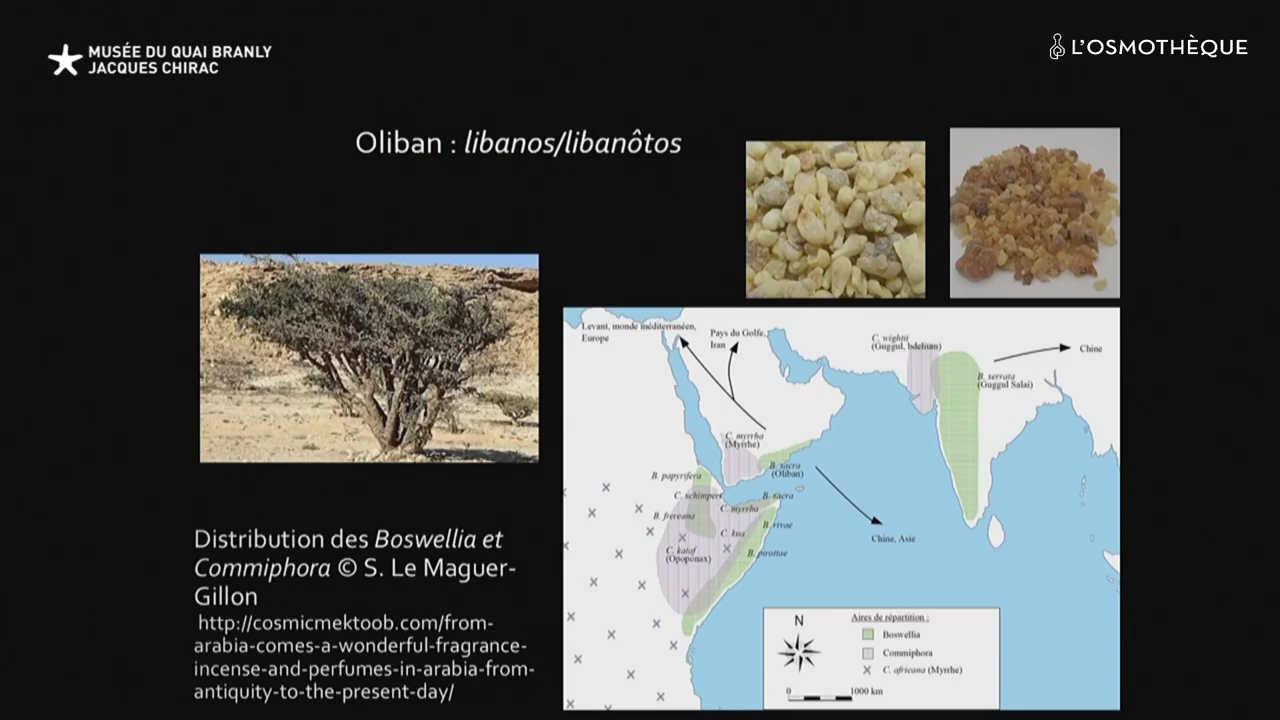 MUSÉE DU QUAI BRANLY
JACQUES CHIRAC
L'OSMOTHÈQUE
Oliban : libanos/libanôtos
Levant, monde méditerranéen,
Europe
Pays du Golfe,
Iran
C. wightii
(Guggul, bdelium)
Chine
B. serrata
(Guggul Salai)
C. myrrha
(Myrrhe)
B. sacra
(Oliban)
B. papyrifera
C. schimperi
B. sacra
B. frereana
C. myrrha
B. rivae
C. kua
C. kataf
(Opoponax)
B. pirottae
Chine, Asie
Distribution des Boswellia et
Commiphora © S. Le Maguer-
Gillon
http://cosmicmektoob.com/from-
arabia-comes-a-wonderful-fragrance-
incense-and-perfumes-in-arabia-from-
antiquity-to-the-present-day/
N
Aires de répartition :
Boswellia
Commiphora
C. africana (Myrrhe)
0 1000 km